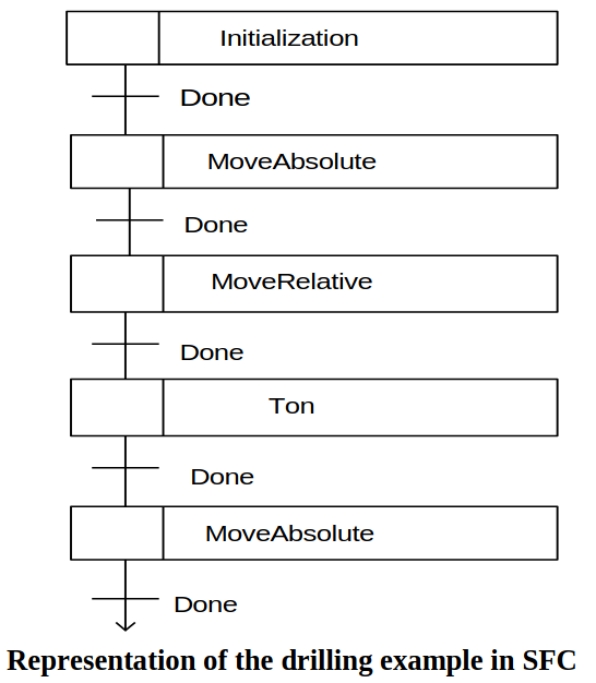 Initialization
Done
MoveAbsolute
Done
MoveRelative
Done
Ton
Done
MoveAbsolute
Done
Representation of the drilling example in SFC